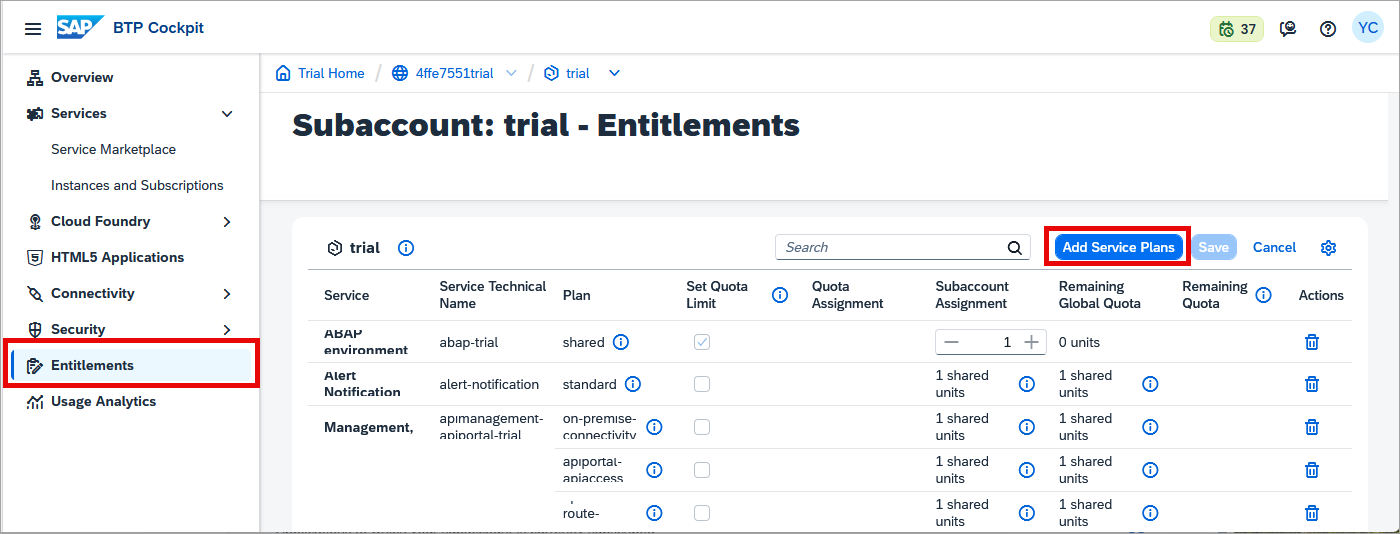 SAP BTP Cockpit 37 YC
Overview
Services
Service Marketplace
Instances and Subscriptions
Cloud Foundry
HTML5 Applications
Connectivity
Security
Entitlements
Usage Analytics
Trial Home / 4ffe7551trial / trial
Subaccount: trial - Entitlements
trial Search Add Service Plans Save Cancel
Service Service Technical Name Plan Set Quota Limit Quota Assignment Subaccount Assignment Remaining Global Quota Remaining Quota Actions
ABAP environment abap-trial shared 1 0 units
Alert Notification alert-notification standard 1 shared units 1 shared units
Management, apimanagement-apiportal-trial on-premise-connectivity 1 shared units 1 shared units
apiportal-apiaccess 1 shared units 1 shared units
route- 1 shared units 1 shared units